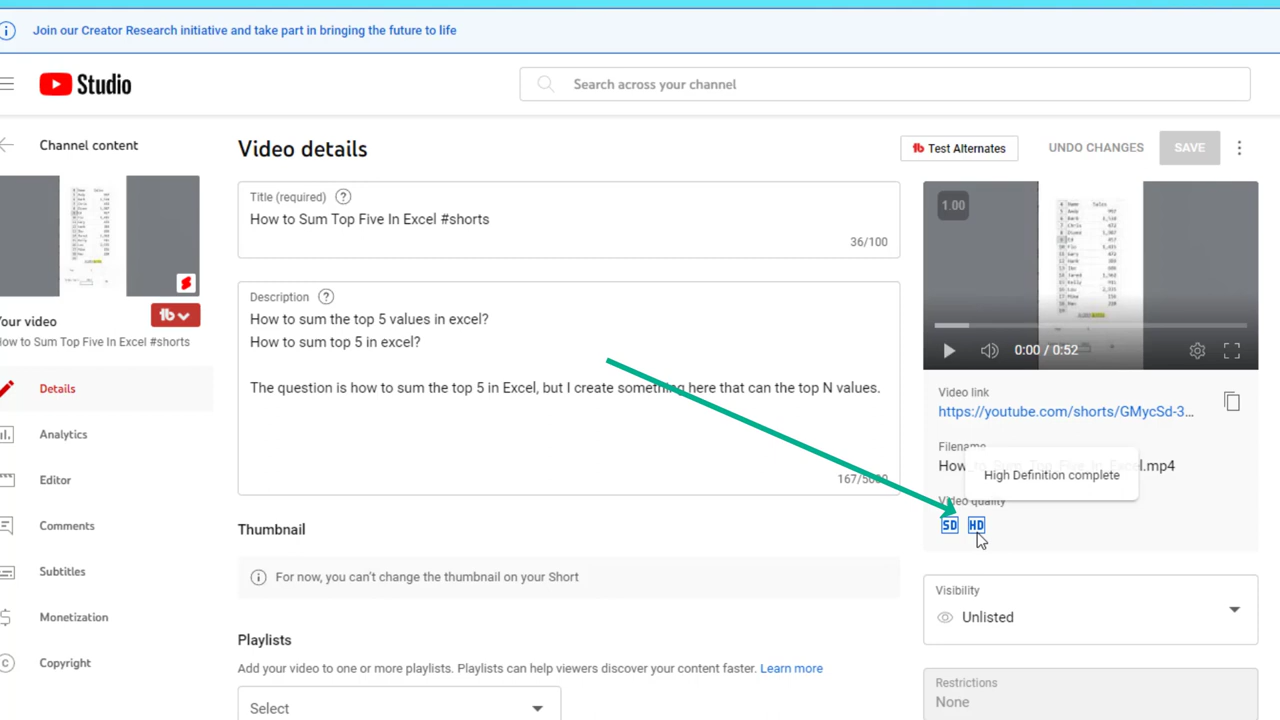 Join our Creator Research initiative and take part in bringing the future to life
Studio
Search across your channel
Channel content
Your video
How to Sum Top Five In Excel #shorts
Details
Analytics
Editor
Comments
Subtitles
Monetization
Copyright
Video details
Test Alternates
UNDO CHANGES
SAVE
Title (required)
How to Sum Top Five In Excel #shorts
36/100
Description
How to sum the top 5 values in excel?
How to sum top 5 in excel?
The question is how to sum the top 5 in Excel, but I create something here that can the top N values.
167/5000
Thumbnail
For now, you can't change the thumbnail on your Short
Playlists
Add your video to one or more playlists. Playlists can help viewers discover your content faster. Learn more
Select
1.00
0:00 / 0:52
Video link
https://youtube.com/shorts/GMycSd-3...
Filename
How_to_Sum_Top_Five_In_Excel.mp4
High Definition complete
Video quality
SD HD
Visibility
Unlisted
Restrictions
None